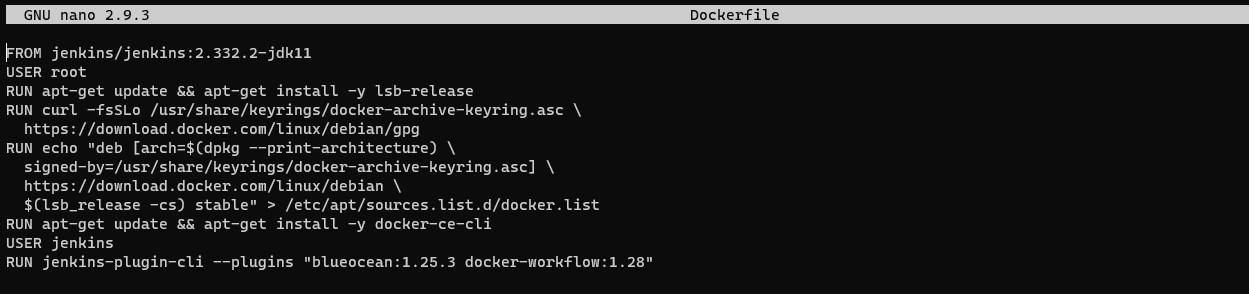 GNU nano 2.9.3 Dockerfile
FROM jenkins/jenkins:2.332.2-jdk11
USER root
RUN apt-get update && apt-get install -y lsb-release
RUN curl -fsSLo /usr/share/keyrings/docker-archive-keyring.asc \
  https://download.docker.com/linux/debian/gpg
RUN echo "deb [arch=$(dpkg --print-architecture) \
  signed-by=/usr/share/keyrings/docker-archive-keyring.asc] \
  https://download.docker.com/linux/debian \
  $(lsb_release -cs) stable" > /etc/apt/sources.list.d/docker.list
RUN apt-get update && apt-get install -y docker-ce-cli
USER jenkins
RUN jenkins-plugin-cli --plugins "blueocean:1.25.3 docker-workflow:1.28"